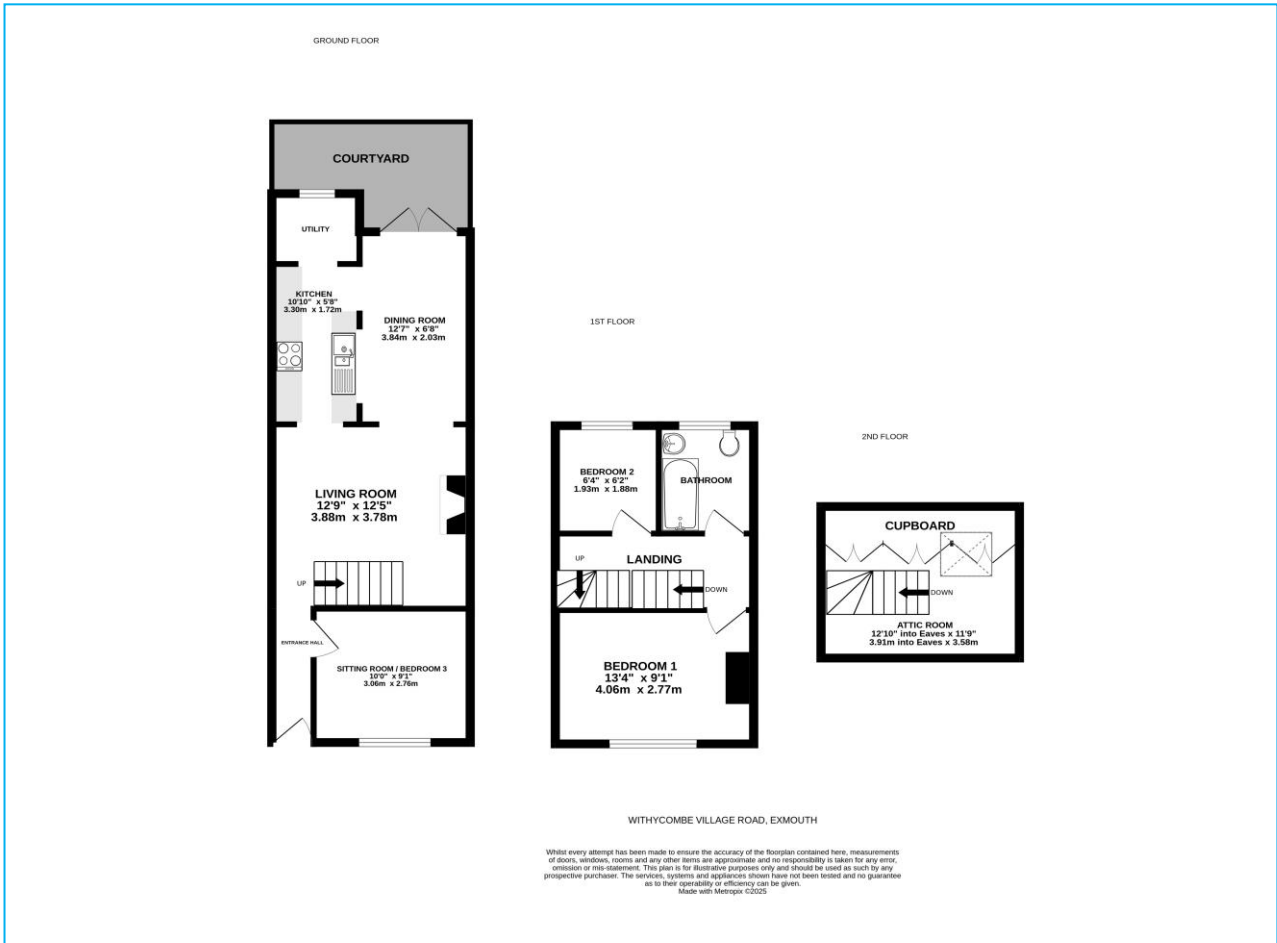 GROUND FLOOR
COURTYARD
UTILITY
KITCHEN
10'10" x 5'8"
3.30m x 1.72m
DINING ROOM
12'7" x 6'8"
3.84m x 2.03m
LIVING ROOM
12'9" x 12'5"
3.88m x 3.78m
UP
ENTRANCE HALL
SITTING ROOM / BEDROOM 3
10'0" x 9'1"
3.06m x 2.76m
1ST FLOOR
BEDROOM 2
6'4" x 6'2"
1.93m x 1.88m
BATHROOM
UP
LANDING
DOWN
BEDROOM 1
13'4" x 9'1"
4.06m x 2.77m
2ND FLOOR
CUPBOARD
DOWN
ATTIC ROOM
12'10" into Eaves x 11'9"
3.91m into Eaves x 3.58m
WITHYCOMBE VILLAGE ROAD, EXMOUTH
Whilst every attempt has been made to ensure the accuracy of the floorplan contained here, measurements
of doors, windows, rooms and any other items are approximate and no responsibility is taken for any error,
omission or mis-statement. This plan is for illustrative purposes only and should be used as such by any
prospective purchaser. The services, systems and appliances shown have not been tested and no guarantee
as to their operability or efficiency can be given.
Made with Metropix ©2025